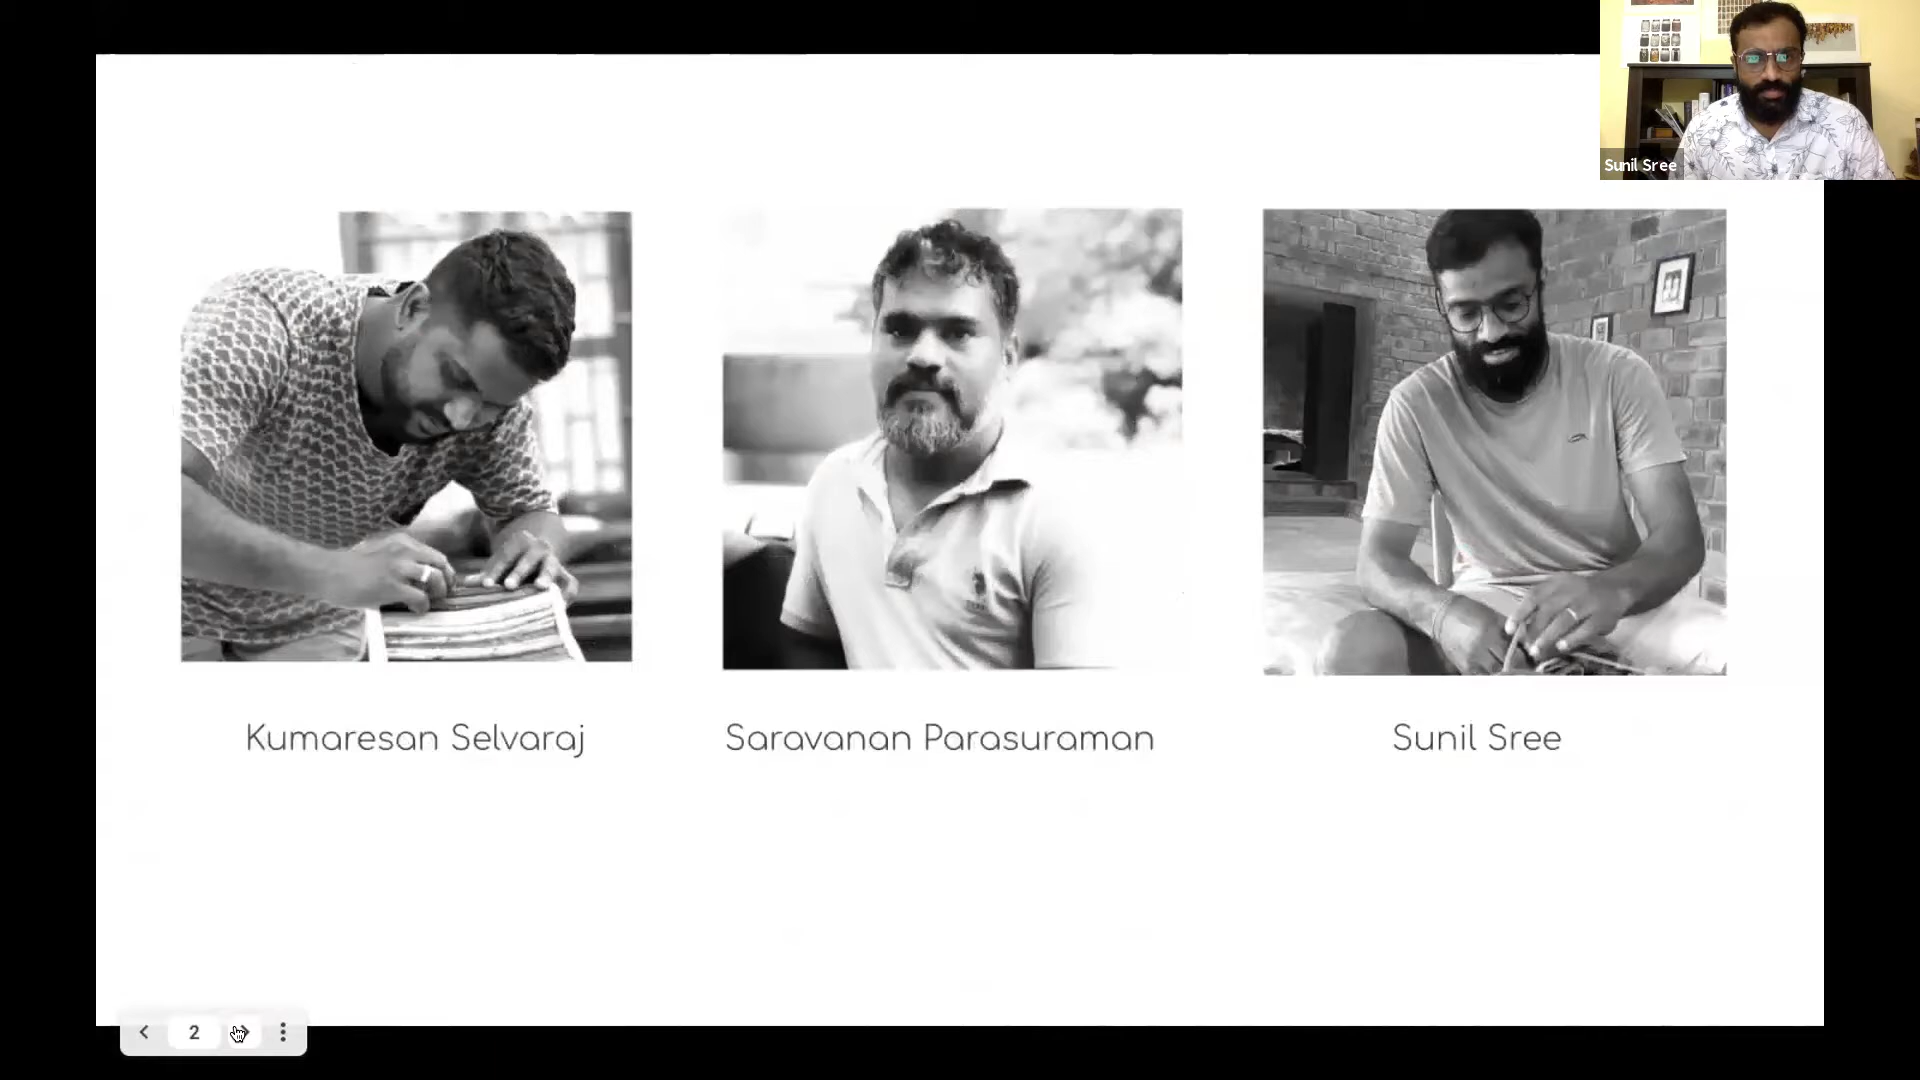 Sunil Sree
Kumaresan Selvaraj
Saravanan Parasuraman
Sunil Sree
2